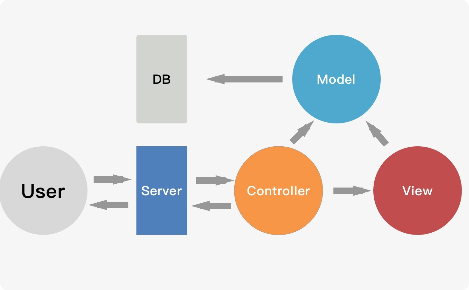 DB
Model
User
Server
Controller
View